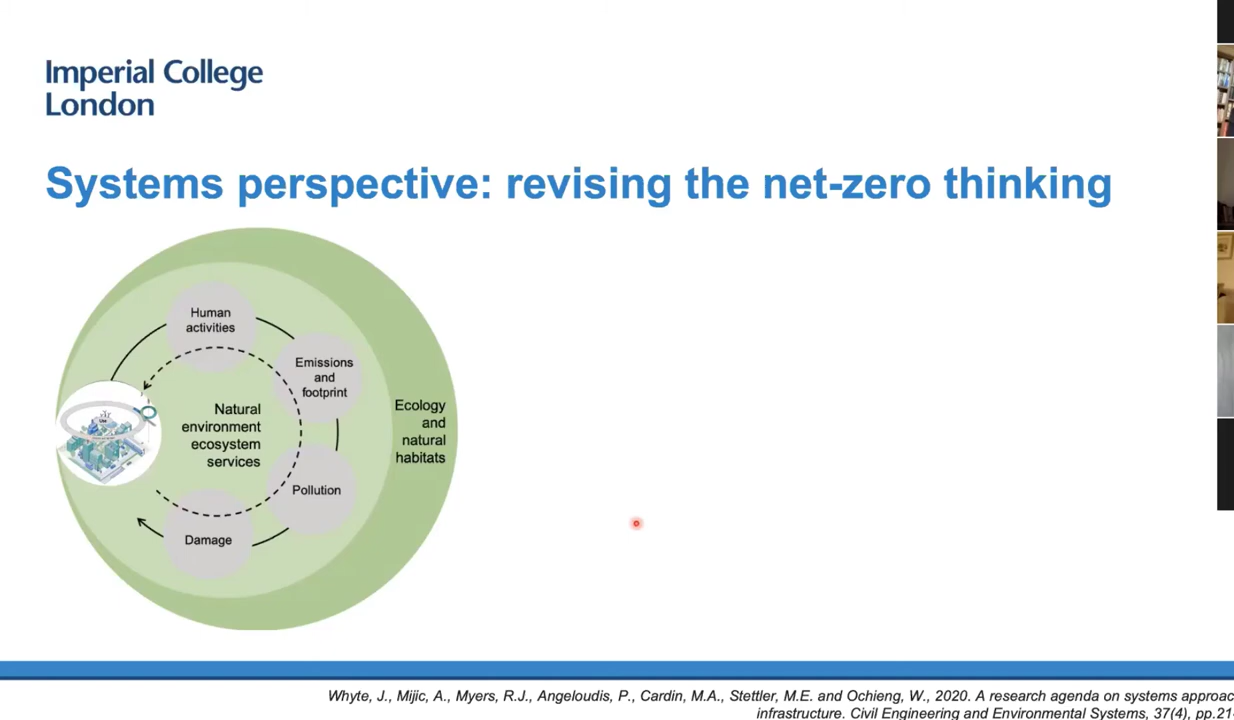 Imperial College
London
Systems perspective: revising the net-zero thinking
Human
activities
Emissions
and
footprint
Natural
environment
ecosystem
services
Ecology
and
natural
habitats
Pollution
Damage
Whyte, J., Mijic, A., Myers, R.J., Angeloudis, P., Cardin, M.A., Stettler, M.E. and Ochieng, W., 2020. A research agenda on systems approac
infrastructure. Civil Engineering and Environmental Systems, 37(4), pp.21